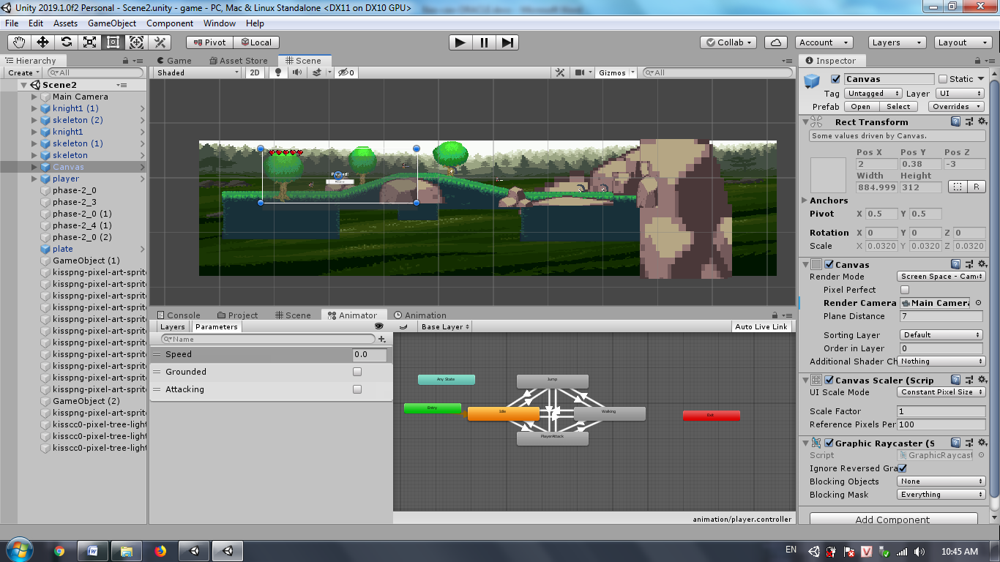 Unity 2019.1.0f2 Personal - Scene2.unity - game - PC, Mac & Linux Standalone <DX11 on DX10 GPU>
File Edit Assets GameObject Component Window Help
Pivot Local Collab Account Layers Layout
Hierarchy
Create All
Scene2
Main Camera
knight1 (1)
skeleton (2)
knight1
skeleton (1)
skeleton
Canvas
player
phase-2_0
phase-2_3
phase-2_0 (1)
phase-2_4 (1)
phase-2_0 (2)
plate
GameObject (1)
kisspng-pixel-art-sprit
kisspng-pixel-art-sprit
kisspng-pixel-art-sprit
kisspng-pixel-art-sprit
kisspng-pixel-art-sprit
kisspng-pixel-art-sprit
kisspng-pixel-art-sprit
kisspng-pixel-art-sprit
kisspng-pixel-art-sprit
kisspng-pixel-art-sprit
GameObject (2)
kisspng-pixel-art-sprit
kisscc0-pixel-tree-light
kisscc0-pixel-tree-light
kisscc0-pixel-tree-light
Game Asset Store Scene
Shaded 2D 0 Gizmos All
Console Project Scene Animator Animation
Layers Parameters Base Layer Auto Live Link
Name
Speed 0.0
Grounded
Attacking
Any State
Jump
Entry
Idle
Walking
Exit
PlayerAttack
animation/player.controller
Inspector
Canvas Static
Tag Untagged Layer UI
Prefab Open Select Overrides
Rect Transform
Some values driven by Canvas.
Pos X Pos Y Pos Z
2 0.38 -3
Width Height
884.999 312
R
Anchors
Pivot X 0.5 Y 0.5
Rotation X 0 Y 0 Z 0
Scale X 0.0320 Y 0.0320 Z 0.0320
Canvas
Render Mode Screen Space - Cam
Pixel Perfect
Render Camera Main Camera
Plane Distance 7
Sorting Layer Default
Order in Layer 0
Additional Shader Ch Nothing
Canvas Scaler (Scrip
UI Scale Mode Constant Pixel Size
Scale Factor 1
Reference Pixels Per 100
Graphic Raycaster (S
Script GraphicRaycast
Ignore Reversed Gra
Blocking Objects None
Blocking Mask Everything
Add Component
EN 10:45 AM